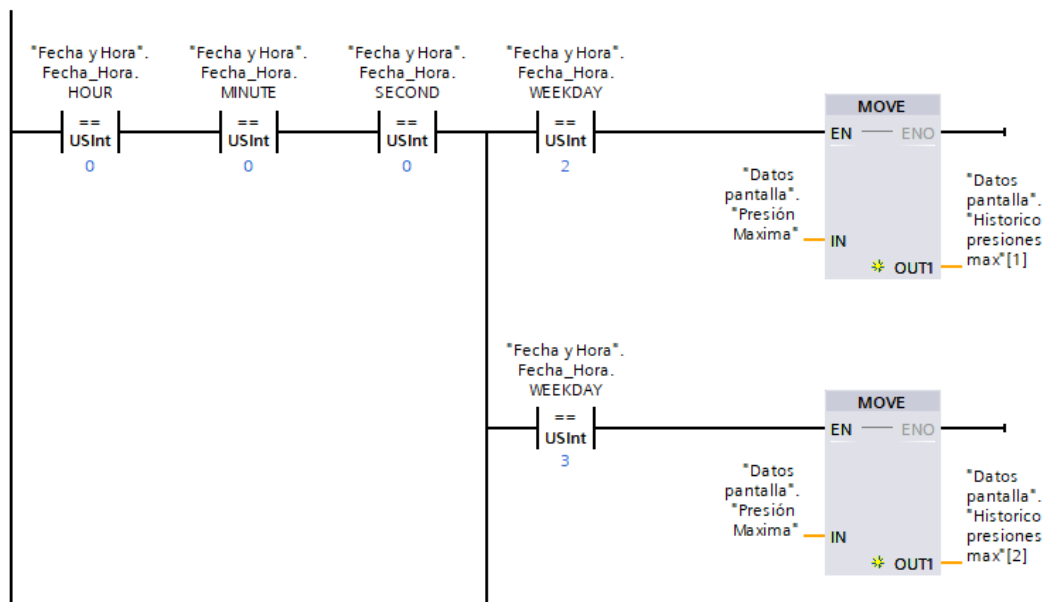 "Fecha y Hora".
Fecha_Hora.
HOUR
==
USInt
0
"Fecha y Hora".
Fecha_Hora.
MINUTE
==
USInt
0
"Fecha y Hora".
Fecha_Hora.
SECOND
==
USInt
0
"Fecha y Hora".
Fecha_Hora.
WEEKDAY
==
USInt
2
MOVE
EN
ENO
"Datos
pantalla".
"Presión
Maxima"
IN
OUT1
"Datos
pantalla".
"Historico
presiones
max"[1]
"Fecha y Hora".
Fecha_Hora.
WEEKDAY
==
USInt
3
MOVE
EN
ENO
"Datos
pantalla".
"Presión
Maxima"
IN
OUT1
"Datos
pantalla".
"Historico
presiones
max"[2]